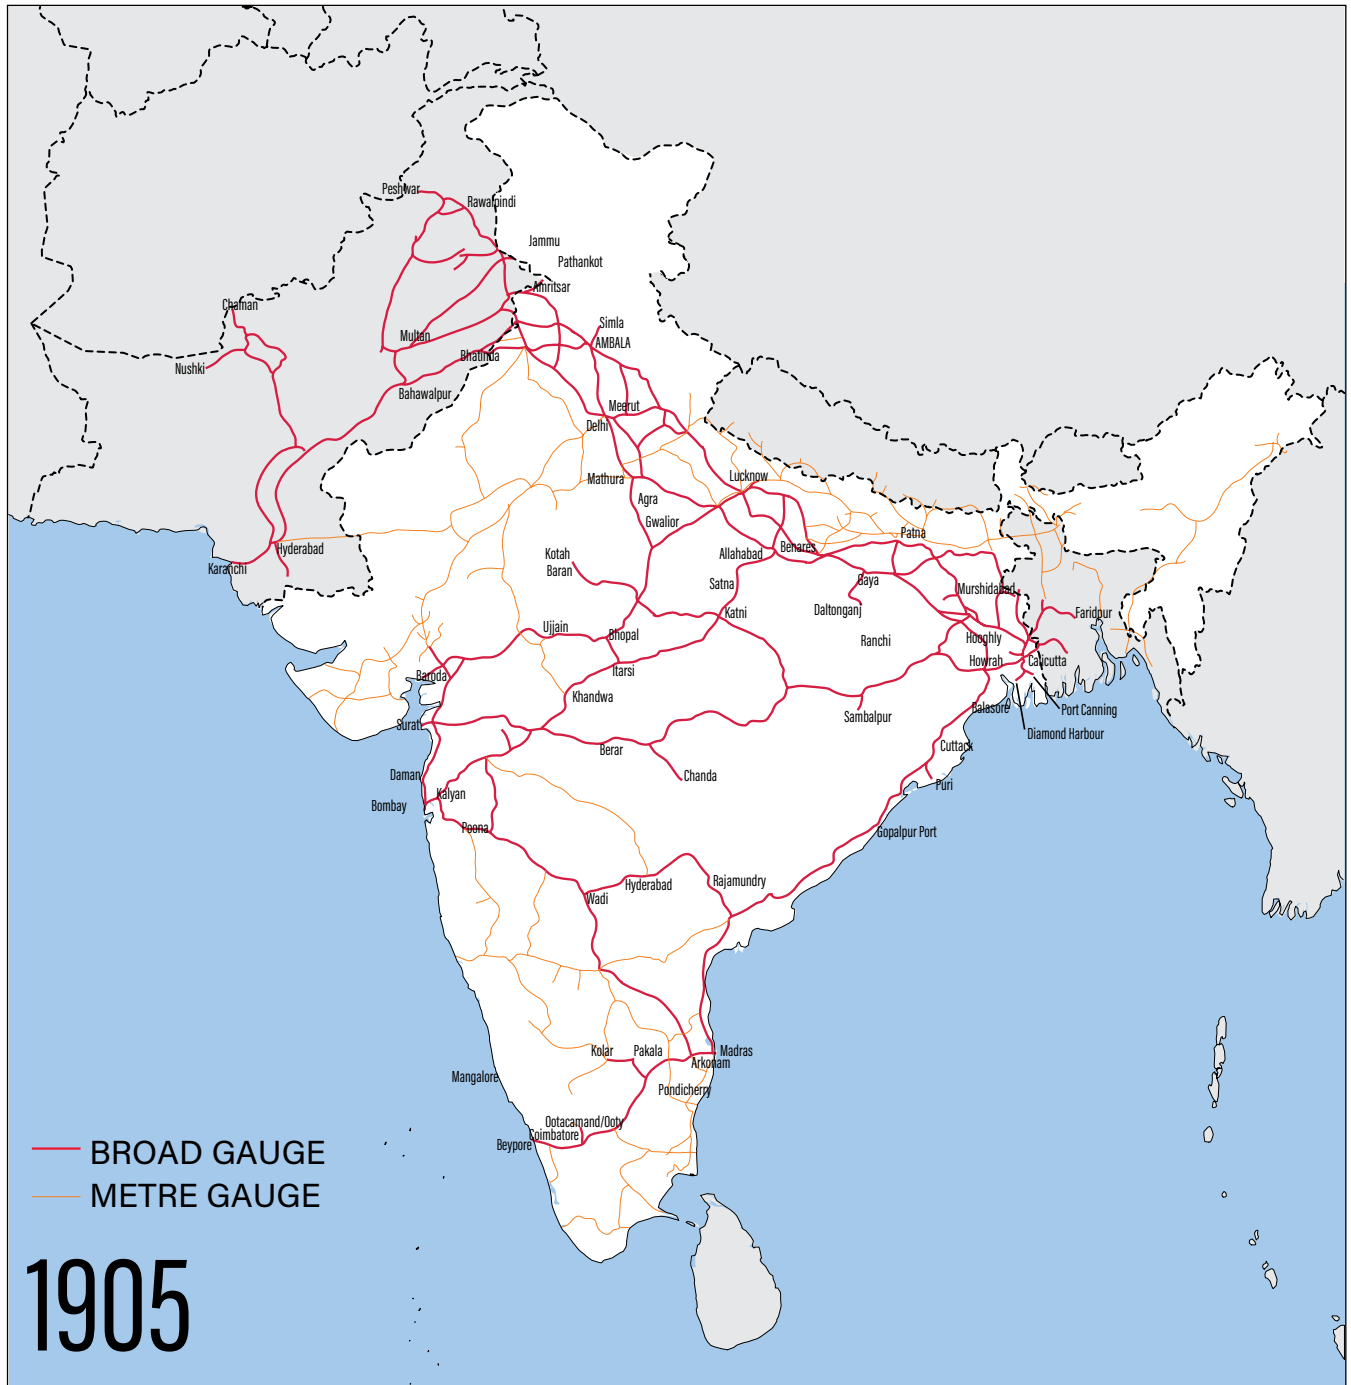 Peshwar
Rawalpindi
Jammu
Pathankot
Amritsar
Chaman
Simla
Multan
AMBALA
Bhatinda
Nushki
Bahawalpur
Meerut
Delhi
Mathura
Lucknow
Agra
Gwalior
Patna
Hyderabad
Kotah
Allahabad
Benares
Karachi
Baran
Satna
Gaya
Murshidabad
Daltonganj
Katni
Faridpur
Ujjain
Bhopal
Ranchi
Hooghly
Itarsi
Howrah
Calicutta
Baroda
Khandwa
Surat
Sambalpur
Balasore
Port Canning
Berar
Diamond Harbour
Cuttack
Daman
Chanda
Puri
Kalyan
Bombay
Poona
Gopalpur Port
Hyderabad
Rajamundry
Wadi
Kolar
Pakala
Madras
Arkonam
Mangalore
Pondicherry
Ootacamand/Ooty
Coimbatore
Beypore
BROAD GAUGE
METRE GAUGE
1905